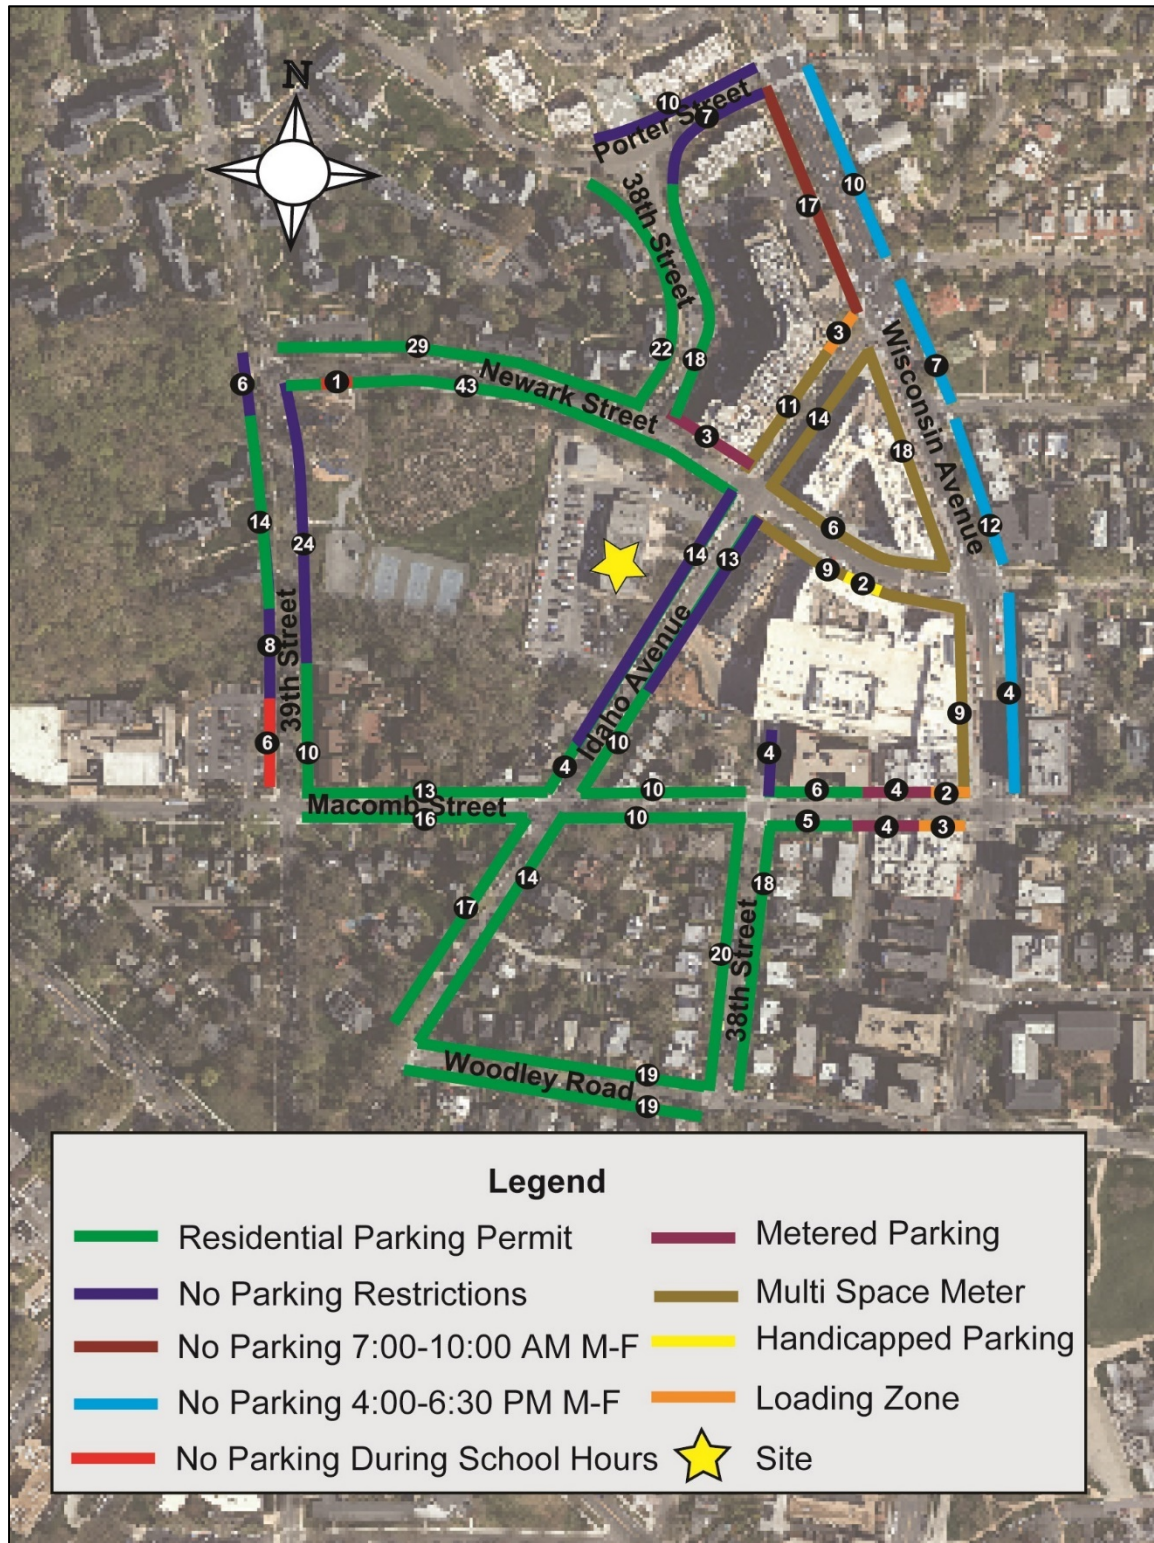 N
10
Porter Street
7
10
38th Street
17
29
22
18
3
7
6
1
43
Newark Street
11
14
Wisconsin Avenue
3
18
14
6
12
24
14
13
9
2
39th Street
8
Idaho Avenue
4
9
6
10
10
4
4
13
10
6
4
2
Macomb Street
16
10
5
4
3
14
18
17
20
38th Street
Woodley Road
19
19
Legend
Residential Parking Permit
Metered Parking
No Parking Restrictions
Multi Space Meter
No Parking 7:00-10:00 AM M-F
Handicapped Parking
No Parking 4:00-6:30 PM M-F
Loading Zone
No Parking During School Hours
Site